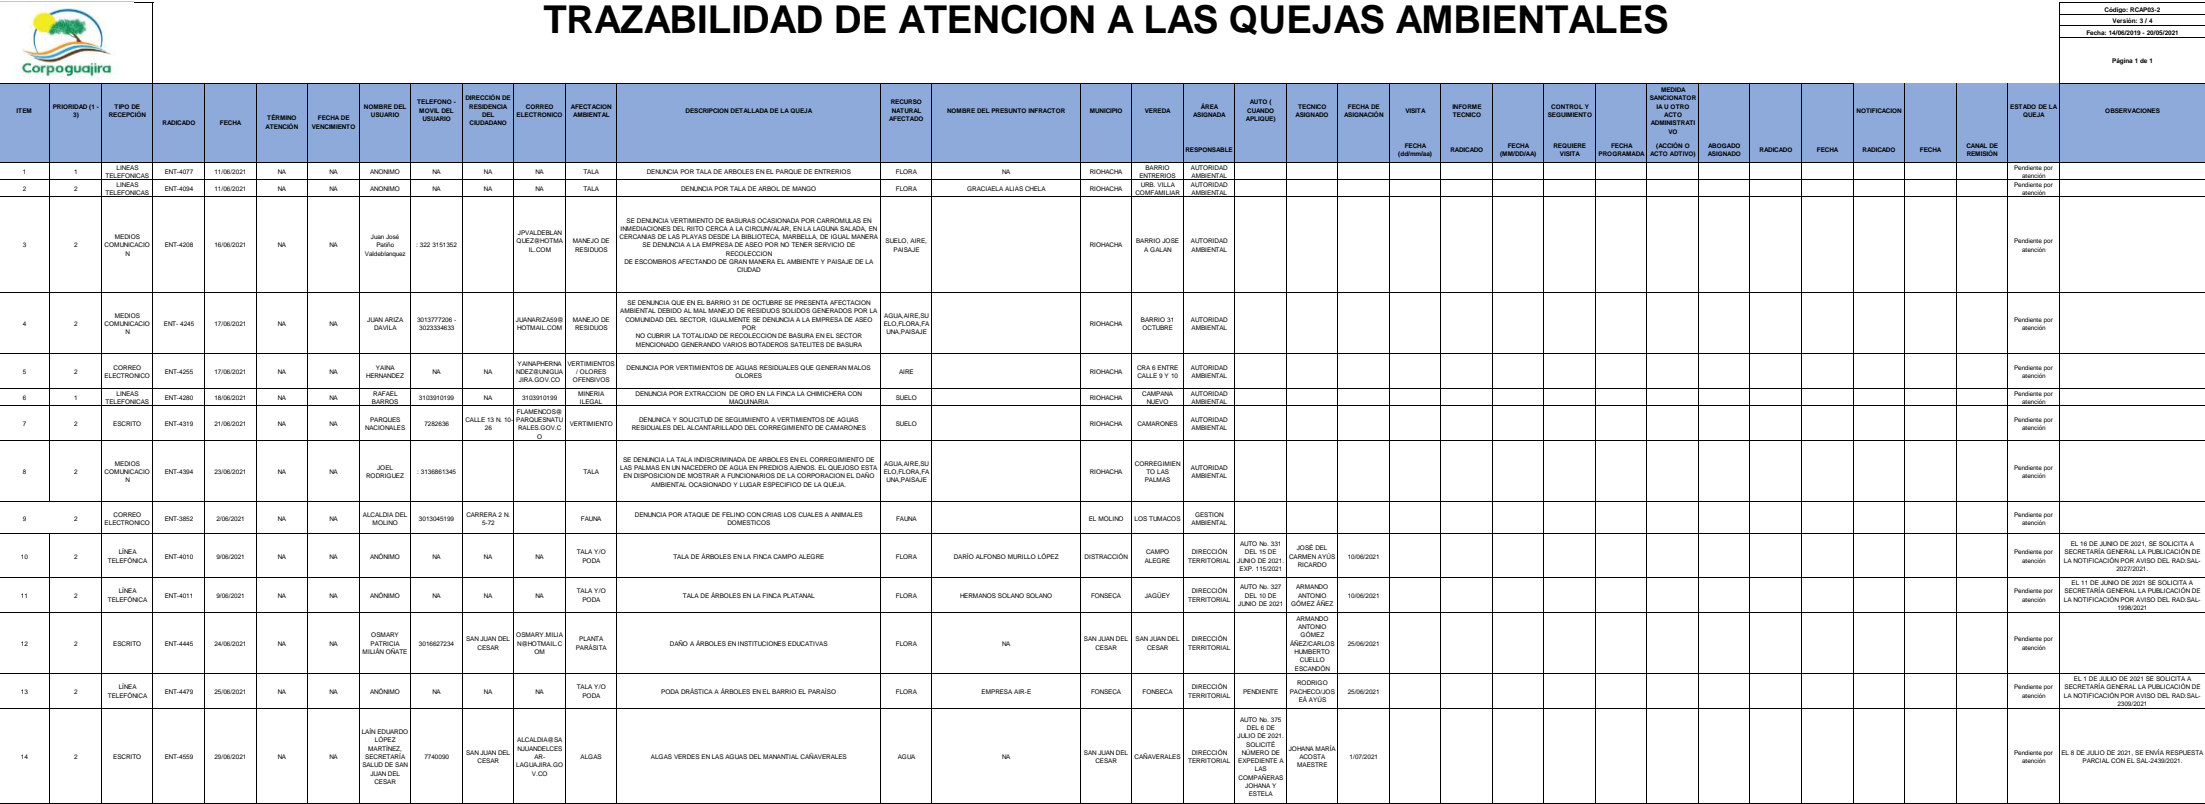 Corpoguajira
TRAZABILIDAD DE ATENCION A LAS QUEJAS AMBIENTALES
Código: RCAP03-2
Versión: 3 / 4
Fecha: 14/06/2019 - 20/05/2021
Página 1 de 1
ITEM PRIORIDAD (1 - 3) TIPO DE RECEPCIÓN RADICADO FECHA TÉRMINO ATENCIÓN FECHA DE VENCIMIENTO NOMBRE DEL USUARIO TELEFONO - MOVIL DEL USUARIO DIRECCIÓN DE RESIDENCIA DEL CIUDADANO CORREO ELECTRONICO AFECTACION AMBIENTAL DESCRIPCION DETALLADA DE LA QUEJA RECURSO NATURAL AFECTADO NOMBRE DEL PRESUNTO INFRACTOR MUNICIPIO VEREDA ÁREA ASIGNADA RESPONSABLE AUTO ( CUANDO APLIQUE) TECNICO ASIGNADO FECHA DE ASIGNACIÓN VISITA FECHA (dd/mm/aa) INFORME TECNICO RADICADO FECHA (MM/DD/AA) CONTROL Y SEGUIMIENTO REQUIERE VISITA FECHA PROGRAMADA MEDIDA SANCIONATORIA U OTRO ACTO ADMINISTRATIVO (ACCIÓN O ACTO ADTIVO) ABOGADO ASIGNADO RADICADO FECHA NOTIFICACION RADICADO FECHA CANAL DE REMISIÓN ESTADO DE LA QUEJA OBSERVACIONES
1 1 LINEAS TELEFONICAS ENT-4077 11/06/2021 NA NA ANONIMO NA NA NA TALA DENUNCIA POR TALA DE ARBOLES EN EL PARQUE DE ENTRERIOS FLORA NA RIOHACHA BARRIO ENTRERIOS AUTORIDAD AMBIENTAL Pendiente por atención
2 2 LINEAS TELEFONICAS ENT-4094 11/06/2021 NA NA ANONIMO NA NA NA TALA DENUNCIA POR TALA DE ARBOL DE MANGO FLORA GRACIAELA ALIAS CHELA RIOHACHA URB. VILLA COMFAMILIAR AUTORIDAD AMBIENTAL Pendiente por atención
3 2 MEDIOS COMUNICACION ENT-4208 16/06/2021 NA NA Juan José Patiño Valdeblanquez : 322 3151352 JPVALDEBLANQUEZ@HOTMAIL.COM MANEJO DE RESIDUOS SE DENUNCIA VERTIMIENTO DE BASURAS OCASIONADA POR CARROMULAS EN INMEDIACIONES DEL RIITO CERCA A LA CIRCUNVALAR, EN LA LAGUNA SALADA, EN CERCANIAS DE LAS PLAYAS DESDE LA BIBLIOTECA, MARBELLA, DE IGUAL MANERA SE DENUNCIA A LA EMPRESA DE ASEO POR NO TENER SERVICIO DE RECOLECCION DE ESCOMBROS AFECTANDO DE GRAN MANERA EL AMBIENTE Y PAISAJE DE LA CIUDAD SUELO, AIRE, PAISAJE RIOHACHA BARRIO JOSE A GALAN AUTORIDAD AMBIENTAL Pendiente por atención
4 2 MEDIOS COMUNICACION ENT- 4245 17/06/2021 NA NA JUAN ARIZA DAVILA 3013777206 - 3023334633 JUANARIZA59@HOTMAIL.COM MANEJO DE RESIDUOS SE DENUNCIA QUE EN EL BARRIO 31 DE OCTUBRE SE PRESENTA AFECTACION AMBIENTAL DEBIDO AL MAL MANEJO DE RESIDUOS SOLIDOS GENERADOS POR LA COMUNIDAD DEL SECTOR, IGUALMENTE SE DENUNCIA A LA EMPRESA DE ASEO POR NO CUBRIR LA TOTALIDAD DE RECOLECCION DE BASURA EN EL SECTOR MENCIONADO GENERANDO VARIOS BOTADEROS SATELITES DE BASURA AGUA,AIRE,SUELO,FLORA,FAUNA,PAISAJE RIOHACHA BARRIO 31 OCTUBRE AUTORIDAD AMBIENTAL Pendiente por atención
5 2 CORREO ELECTRONICO ENT-4255 17/06/2021 NA NA YAINA HERNANDEZ NA NA YAINAPHERNANDEZ@UNIGUAJIRA.GOV.CO VERTIMIENTOS / OLORES OFENSIVOS DENUNCIA POR VERTIMIENTOS DE AGUAS RESIDUALES QUE GENERAN MALOS OLORES AIRE RIOHACHA CRA 6 ENTRE CALLE 9 Y 10 AUTORIDAD AMBIENTAL Pendiente por atención
6 1 LINEAS TELEFONICAS ENT-4280 18/06/2021 NA NA RAFAEL BARROS 3103910199 NA 3103910199 MINERIA ILEGAL DENUNCIA POR EXTRACCION DE ORO EN LA FINCA LA CHIMICHERA CON MAQUINARIA SUELO RIOHACHA CAMPANA NUEVO AUTORIDAD AMBIENTAL Pendiente por atención
7 2 ESCRITO ENT-4319 21/06/2021 NA NA PARQUES NACIONALES 7282636 CALLE 13 N. 10-26 FLAMENCOS@PARQUESNATURALES.GOV.CO VERTIMIENTO DENUNICA Y SOLICITUD DE SEGUIMIENTO A VERTIMIENTOS DE AGUAS RESIDUALES DEL ALCANTARILLADO DEL CORREGIMIENTO DE CAMARONES SUELO RIOHACHA CAMARONES AUTORIDAD AMBIENTAL Pendiente por atención
8 2 MEDIOS COMUNICACION ENT-4394 23/06/2021 NA NA JOEL RODRIGUEZ : 3136861345 TALA SE DENUNCIA LA TALA INDISCRIMINADA DE ARBOLES EN EL CORREGIMIENTO DE LAS PALMAS EN UN NACEDERO DE AGUA EN PREDIOS AJENOS. EL QUEJOSO ESTA EN DISPOSICION DE MOSTRAR A FUNCIONARIOS DE LA CORPORACION EL DAÑO AMBIENTAL OCASIONADO Y LUGAR ESPECIFICO DE LA QUEJA. AGUA,AIRE,SUELO,FLORA,FAUNA,PAISAJE RIOHACHA CORREGIMIENTO LAS PALMAS AUTORIDAD AMBIENTAL Pendiente por atención
9 2 CORREO ELECTRONICO ENT-3852 2/06/2021 NA NA ALCALDIA DEL MOLINO 3013045199 CARRERA 2 N. 5-72 FAUNA DENUNCIA POR ATAQUE DE FELINO CON CRIAS LOS CUALES A ANIMALES DOMESTICOS FAUNA EL MOLINO LOS TUMACOS GESTION AMBIENTAL Pendiente por atención
10 2 LÍNEA TELEFÓNICA ENT-4010 9/06/2021 NA NA ANÓNIMO NA NA NA TALA Y/O PODA TALA DE ÁRBOLES EN LA FINCA CAMPO ALEGRE FLORA DARÍO ALFONSO MURILLO LÓPEZ DISTRACCIÓN CAMPO ALEGRE DIRECCIÓN TERRITORIAL AUTO No. 331 DEL 15 DE JUNIO DE 2021. EXP. 115/2021 JOSÉ DEL CARMEN AYÚS RICARDO 10/06/2021 Pendiente por atención EL 16 DE JUNIO DE 2021, SE SOLICITA A SECRETARÍA GENERAL LA PUBLICACIÓN DE LA NOTIFICACIÓN POR AVISO DEL RAD:SAL-2027/2021.
11 2 LÍNEA TELEFÓNICA ENT-4011 9/06/2021 NA NA ANÓNIMO NA NA NA TALA Y/O PODA TALA DE ÁRBOLES EN LA FINCA PLATANAL FLORA HERMANOS SOLANO SOLANO FONSECA JAGÜEY DIRECCIÓN TERRITORIAL AUTO No. 327 DEL 10 DE JUNIO DE 2021 ARMANDO ANTONIO GÓMEZ ÁÑEZ 10/06/2021 Pendiente por atención EL 11 DE JUNIO DE 2021 SE SOLICITA A SECRETARÍA GENERAL LA PUBLICACIÓN DE LA NOTIFICACIÓN POR AVISO DEL RAD:SAL-1998/2021
12 2 ESCRITO ENT-4445 24/06/2021 NA NA OSMARY PATRICIA MILIÁN OÑATE 3016627234 SAN JUAN DEL CESAR OSMARY.MILIAN@HOTMAIL.COM PLANTA PARÁSITA DAÑO A ÁRBOLES EN INSTITUCIONES EDUCATIVAS FLORA NA SAN JUAN DEL CESAR SAN JUAN DEL CESAR DIRECCIÓN TERRITORIAL ARMANDO ANTONIO GÓMEZ ÁÑEZ/CARLOS HUMBERTO CUELLO ESCANDÓN 25/06/2021 Pendiente por atención
13 2 LÍNEA TELEFÓNICA ENT-4479 25/06/2021 NA NA ANÓNIMO NA NA NA TALA Y/O PODA PODA DRÁSTICA A ÁRBOLES EN EL BARRIO EL PARAÍSO FLORA EMPRESA AIR-E FONSECA FONSECA DIRECCIÓN TERRITORIAL PENDIENTE RODRIGO PACHECO/JOSEÁ AYÚS 25/06/2021 Pendiente por atención EL 1 DE JULIO DE 2021 SE SOLICITA A SECRETARÍA GENERAL LA PUBLICACIÓN DE LA NOTIFICACIÓN POR AVISO DEL RAD:SAL-2309/2021
14 2 ESCRITO ENT-4559 29/06/2021 NA NA LAÍN EDUARDO LÓPEZ MARTÍNEZ, SECRETARÍA SALUD DE SAN JUAN DEL CESAR 7740090 SAN JUAN DEL CESAR ALCALDIA@SANJUANDELCESAR-LAGUAJIRA.GOV.CO ALGAS ALGAS VERDES EN LAS AGUAS DEL MANANTIAL CAÑAVERALES AGUA NA SAN JUAN DEL CESAR CAÑAVERALES DIRECCIÓN TERRITORIAL AUTO No. 375 DEL 6 DE JULIO DE 2021. SOLICITÉ NÚMERO DE EXPEDIENTE A LAS COMPAÑERAS JOHANA Y ESTELA JOHANA MARÍA ACOSTA MAESTRE 1/07/2021 Pendiente por atención EL 8 DE JULIO DE 2021, SE ENVÍA RESPUESTA PARCIAL CON EL SAL-2439/2021.